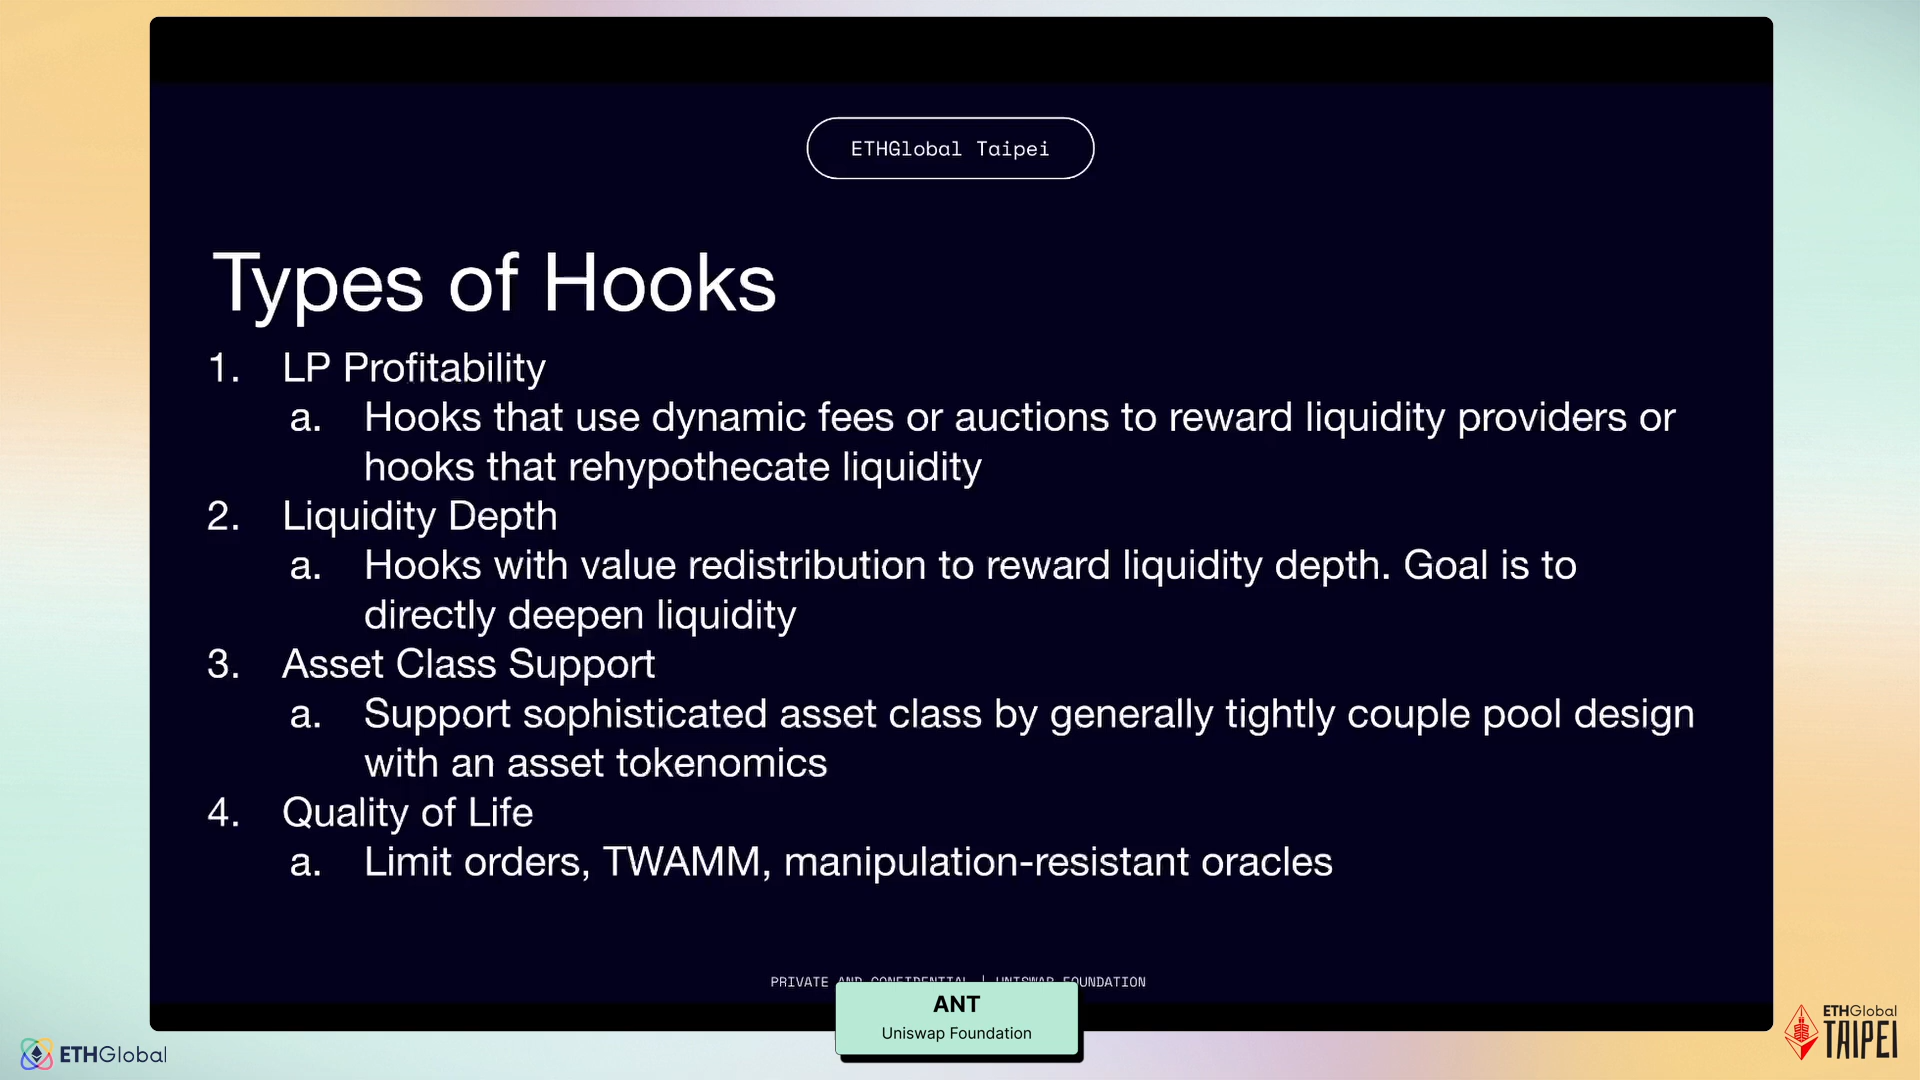 ETHGlobal Taipei
Types of Hooks
1. LP Profitability
a. Hooks that use dynamic fees or auctions to reward liquidity providers or
hooks that rehypothecate liquidity
2. Liquidity Depth
a. Hooks with value redistribution to reward liquidity depth. Goal is to
directly deepen liquidity
3. Asset Class Support
a. Support sophisticated asset class by generally tightly couple pool design
with an asset tokenomics
4. Quality of Life
a. Limit orders, TWAMM, manipulation-resistant oracles
PRIVATE AND CONFIDENTIAL | UNISWAP FOUNDATION
ANT
Uniswap Foundation
ETHGlobal
ETHGlobal
TAIPEI